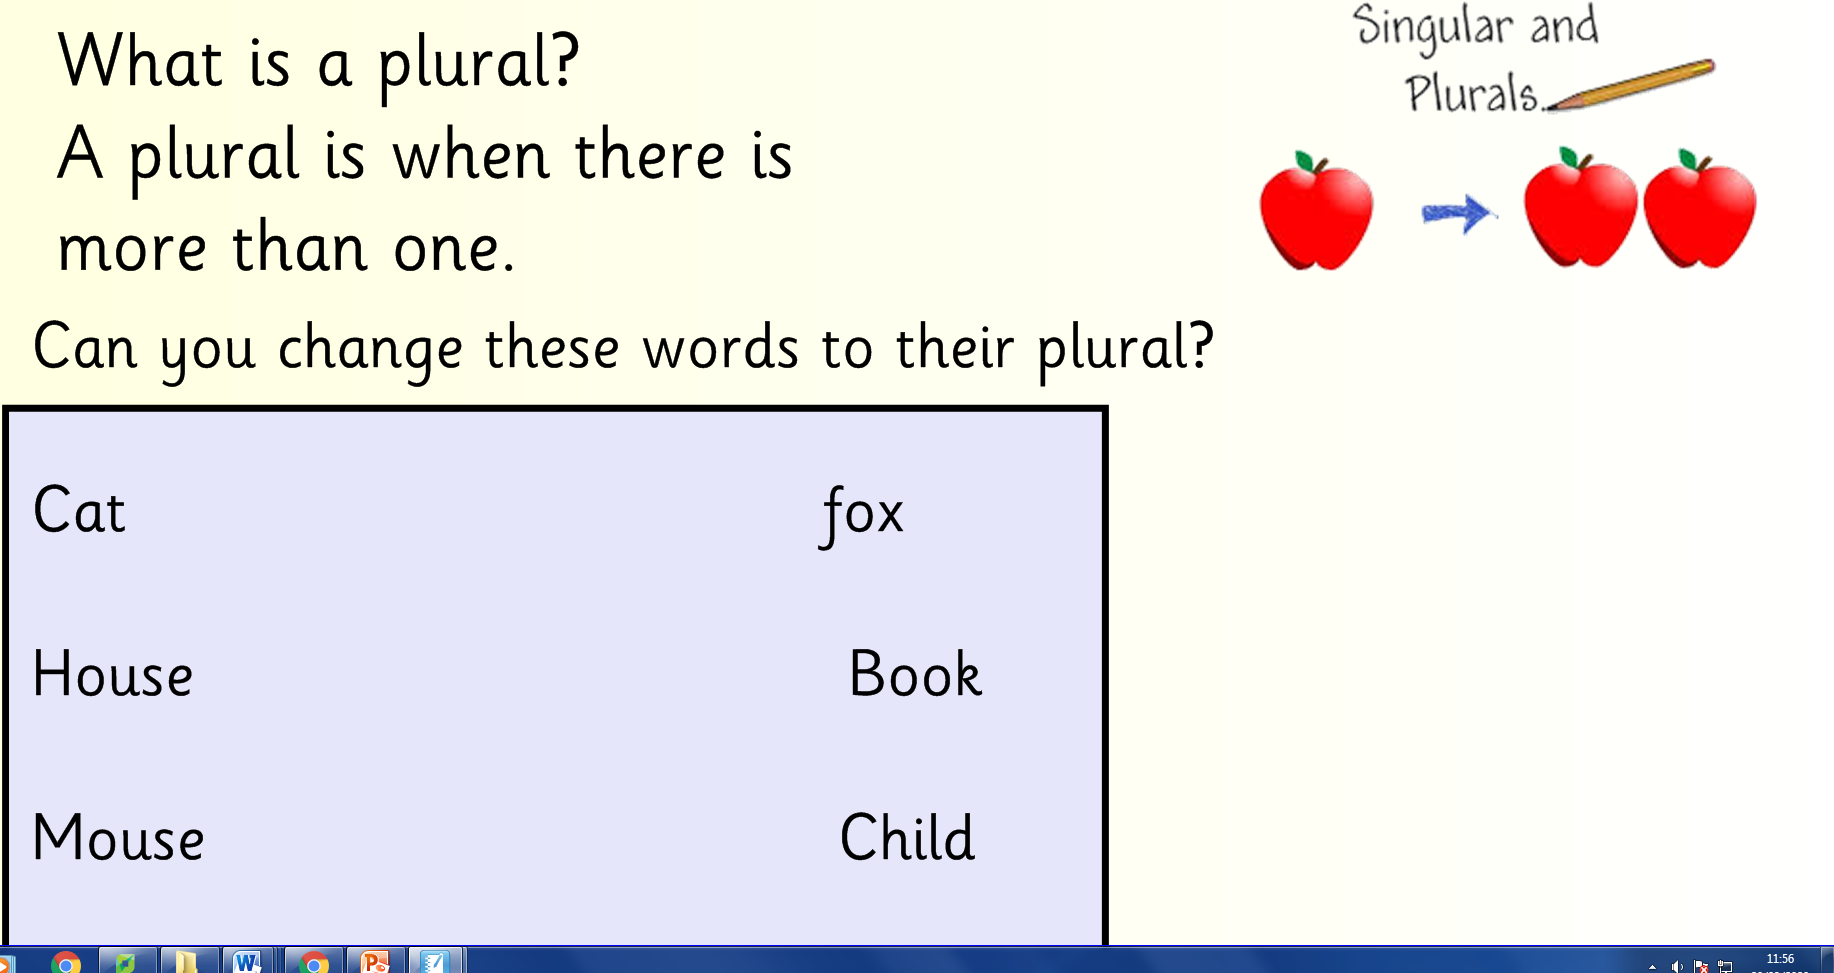 What is a plural?
A plural is when there is
more than one.
Singular and
Plurals.
Can you change these words to their plural?
Cat fox
House Book
Mouse Child
11:56